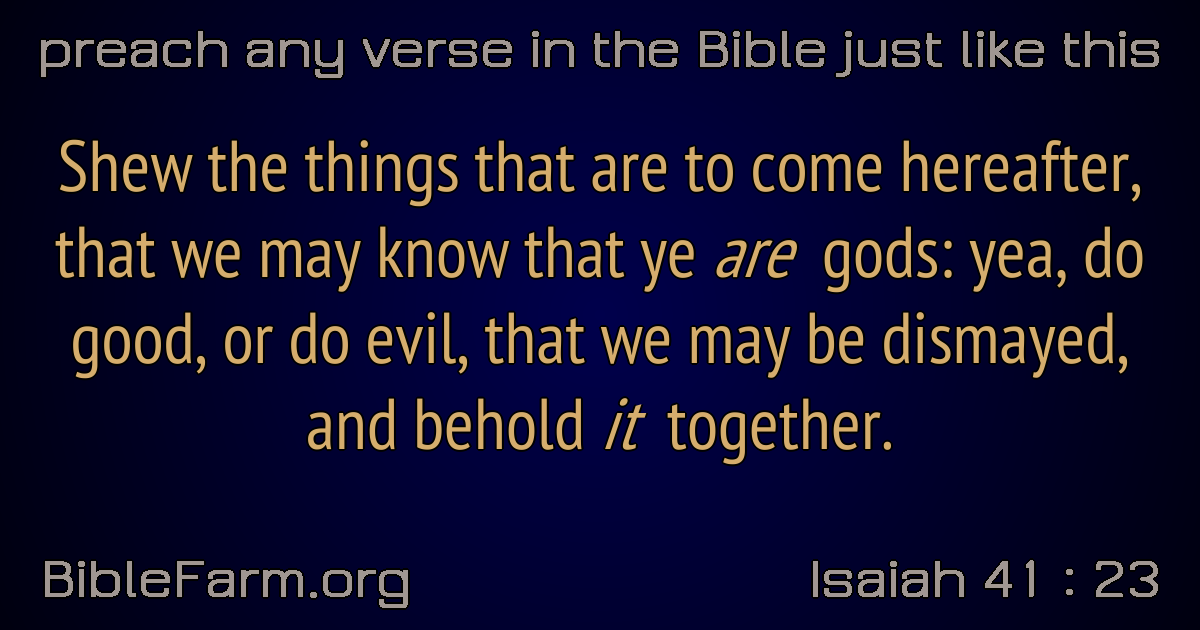 preach any verse in the Bible just like this
Shew the things that are to come hereafter,
that we may know that ye are gods: yea, do
good, or do evil, that we may be dismayed,
and behold it together.
BibleFarm.org
Isaiah 41 : 23